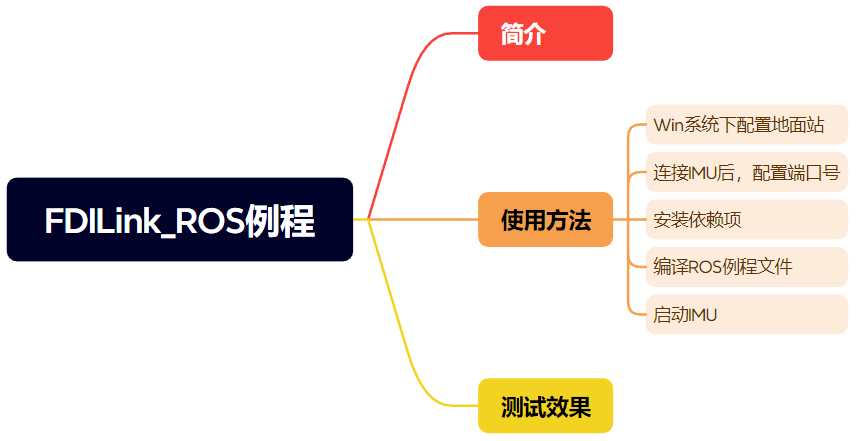 简介
Win系统下配置地面站
连接IMU后，配置端口号
FDILink_ROS例程
使用方法
安装依赖项
编译ROS例程文件
启动IMU
测试效果